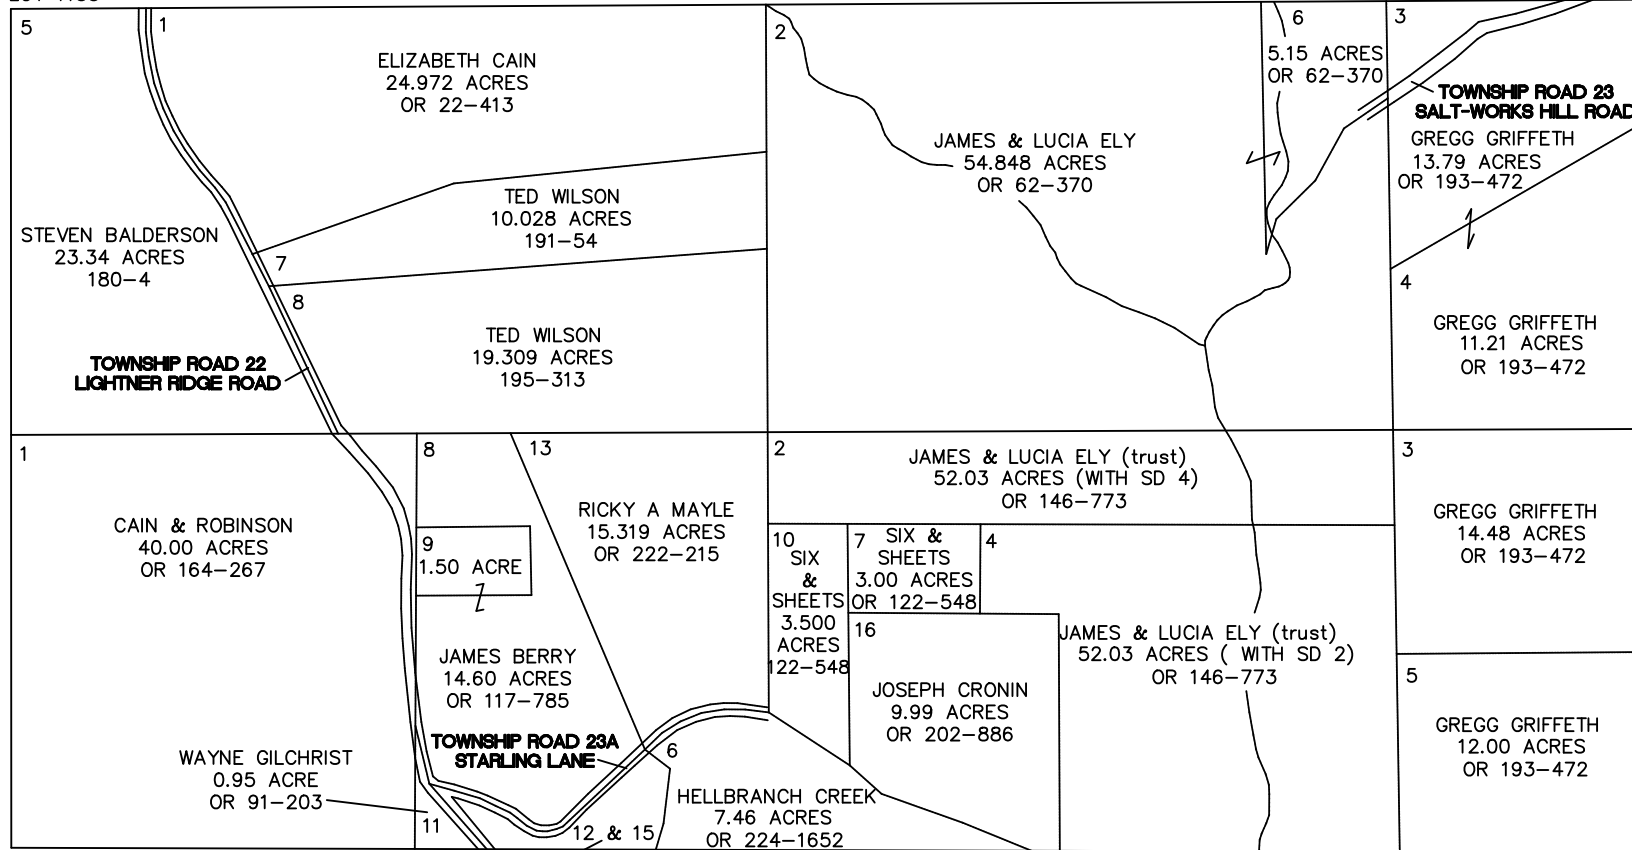 5
1
ELIZABETH CAIN
24.972 ACRES
OR 22-413
2
6
5.15 ACRES
OR 62-370
3
TOWNSHIP ROAD 23
SALT-WORKS HILL ROAD
GREGG GRIFFETH
13.79 ACRES
OR 193-472
JAMES & LUCIA ELY
54.848 ACRES
OR 62-370
TED WILSON
10.028 ACRES
191-54
STEVEN BALDERSON
23.34 ACRES
180-4
7
8
4
GREGG GRIFFETH
11.21 ACRES
OR 193-472
TED WILSON
19.309 ACRES
195-313
TOWNSHIP ROAD 22
LIGHTNER RIDGE ROAD
1
8
13
2
JAMES & LUCIA ELY (trust)
52.03 ACRES (WITH SD 4)
OR 146-773
3
CAIN & ROBINSON
40.00 ACRES
OR 164-267
RICKY A MAYLE
15.319 ACRES
OR 222-215
GREGG GRIFFETH
14.48 ACRES
OR 193-472
9
1.50 ACRE
10
SIX
&
SHEETS
3.500
ACRES
122-548
7
SIX &
SHEETS
3.00 ACRES
OR 122-548
4
16
JAMES & LUCIA ELY (trust)
52.03 ACRES ( WITH SD 2)
OR 146-773
JAMES BERRY
14.60 ACRES
OR 117-785
JOSEPH CRONIN
9.99 ACRES
OR 202-886
5
GREGG GRIFFETH
12.00 ACRES
OR 193-472
TOWNSHIP ROAD 23A
STARLING LANE
6
WAYNE GILCHRIST
0.95 ACRE
OR 91-203
HELLBRANCH CREEK
7.46 ACRES
OR 224-1652
11
12 & 15